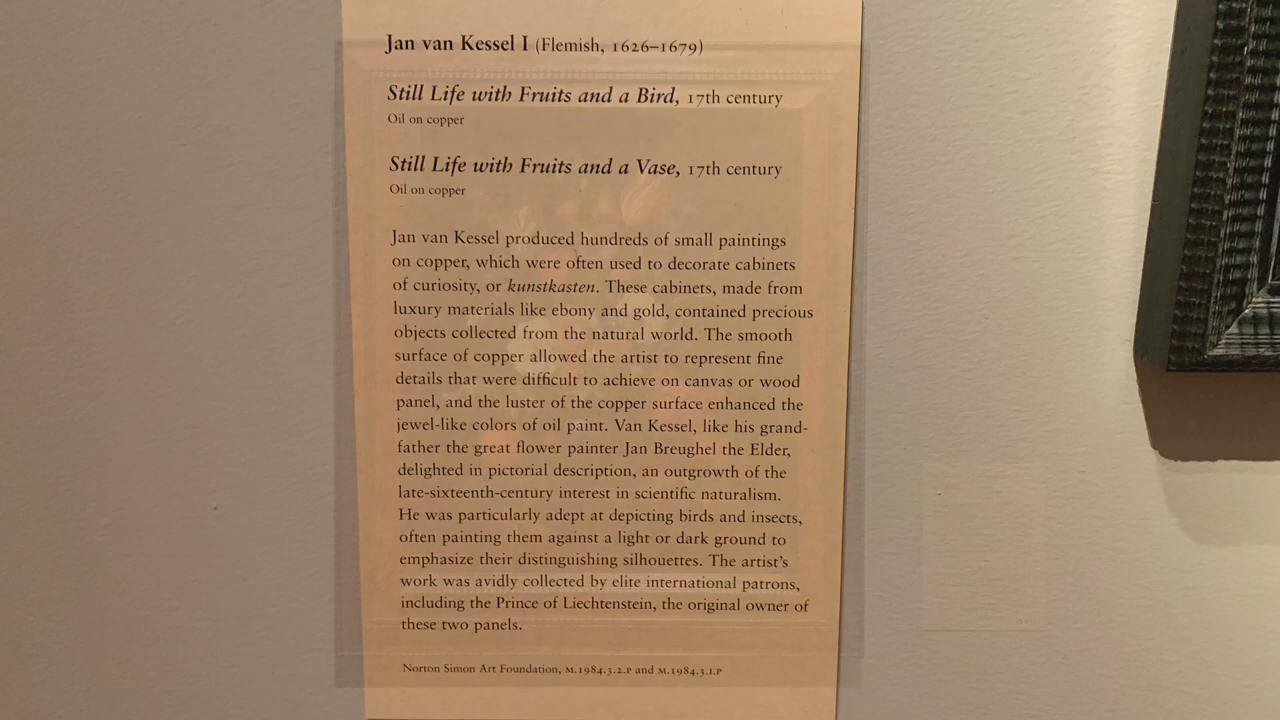 Jan van Kessel I (Flemish, 1626–1679)
Still Life with Fruits and a Bird, 17th century
Oil on copper
Still Life with Fruits and a Vase, 17th century
Oil on copper
Jan van Kessel produced hundreds of small paintings
on copper, which were often used to decorate cabinets
of curiosity, or kunstkasten. These cabinets, made from
luxury materials like ebony and gold, contained precious
objects collected from the natural world. The smooth
surface of copper allowed the artist to represent fine
details that were difficult to achieve on canvas or wood
panel, and the luster of the copper surface enhanced the
jewel-like colors of oil paint. Van Kessel, like his grand-
father the great flower painter Jan Breughel the Elder,
delighted in pictorial description, an outgrowth of the
late-sixteenth-century interest in scientific naturalism.
He was particularly adept at depicting birds and insects,
often painting them against a light or dark ground to
emphasize their distinguishing silhouettes. The artist’s
work was avidly collected by elite international patrons,
including the Prince of Liechtenstein, the original owner of
these two panels.
Norton Simon Art Foundation, M.1984.3.2.P and M.1984.3.1.P